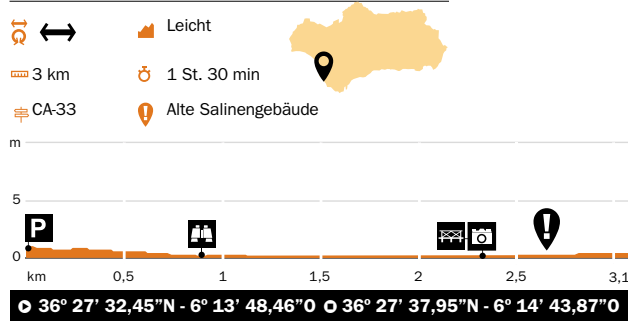 Leicht
3 km
1 St. 30 min
CA-33
! Alte Salinengebäude
m
5
P
!
0
km 0,5 1 1,5 2 2,5 3,1
36º 27’ 32,45”N - 6º 13’ 48,46”O 36º 27’ 37,95”N - 6º 14’ 43,87”O